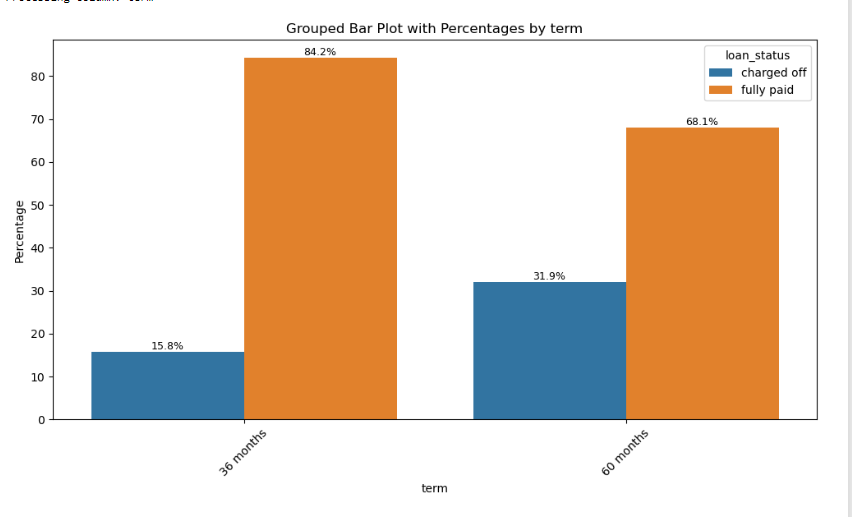 Grouped Bar Plot with Percentages by term
84.2%
loan_status
charged off
fully paid
80
70
68.1%
60
50
Percentage
40
31.9%
30
20
15.8%
10
0
36 months
60 months
term